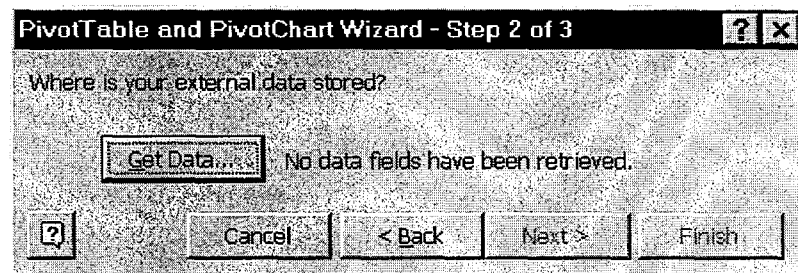 PivotTable and PivotChart Wizard - Step 2 of 3 ? ×
Where is your external data stored?
Get Data... No data fields have been retrieved.
? Cancel < Back Next > Finish